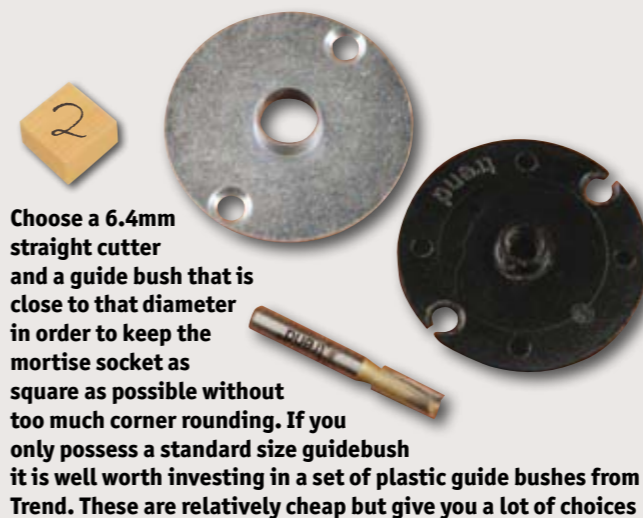 2
trend
Choose a 6.4mm
straight cutter
and a guide bush that is
close to that diameter
in order to keep the
mortise socket as
square as possible without
trend
too much corner rounding. If you
only possess a standard size guidebush
it is well worth investing in a set of plastic guide bushes from
Trend. These are relatively cheap but give you a lot of choices